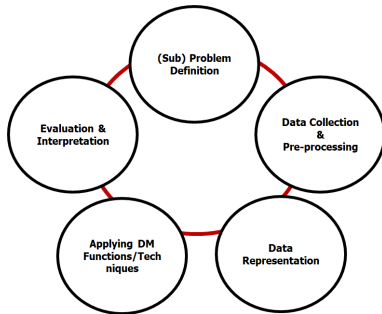 (Sub) Problem
Definition
Data Collection
&
Pre-processing
Data
Representation
Applying DM
Functions/Tech
niques
Evaluation &
Interpretation